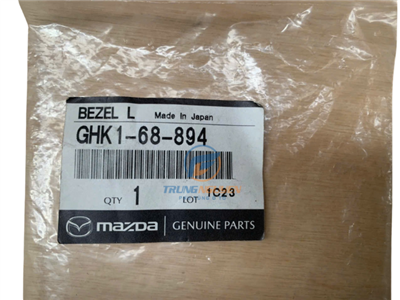 BEZEL L Made In Japan
GHK1-68-894
QTY 1 LOT 1C23
mazda GENUINE PARTS